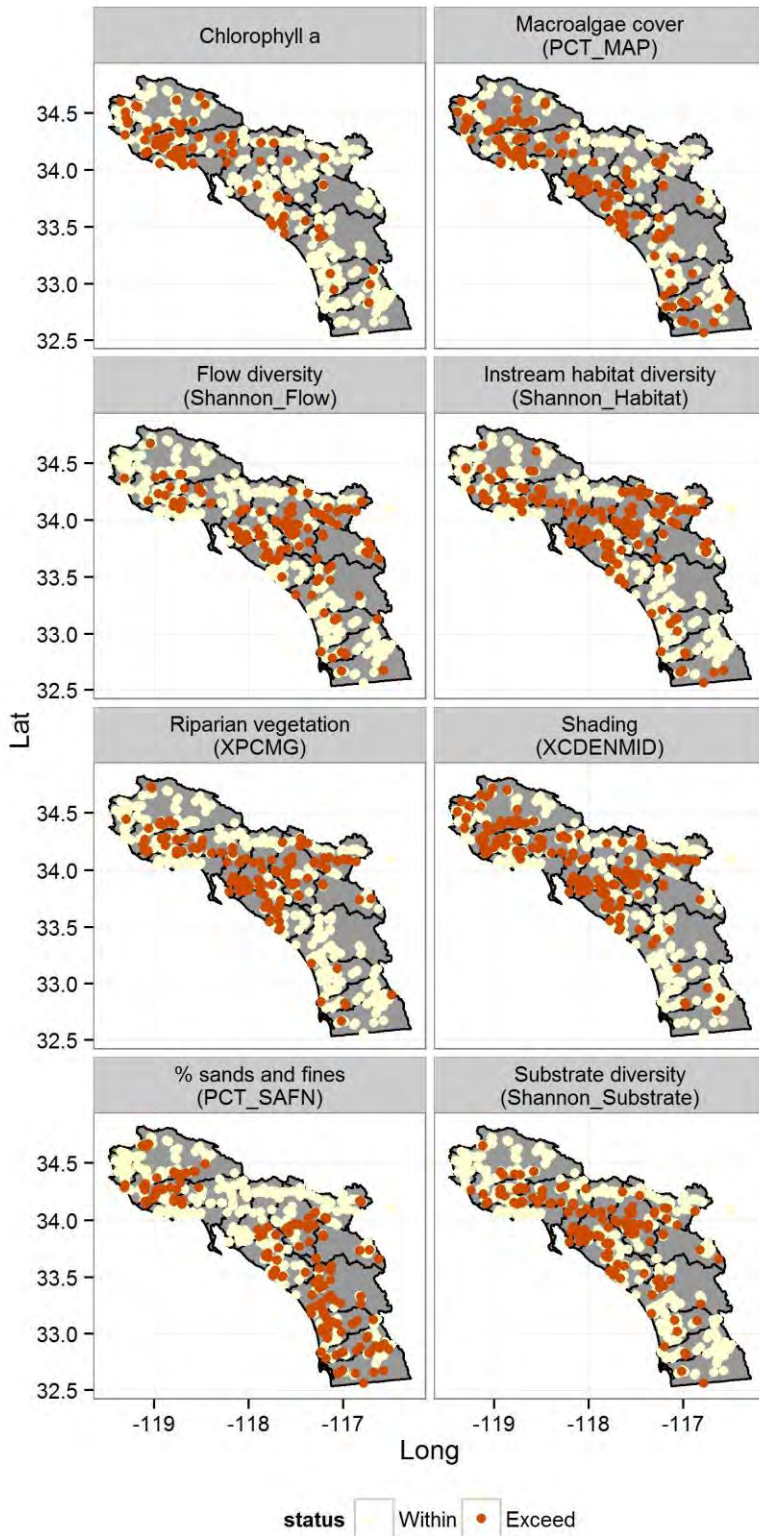 Chlorophyll a
Macroalgae cover
(PCT_MAP)
34.5
34.0
33.5
33.0
32.5
Flow diversity
(Shannon_Flow)
Instream habitat diversity
(Shannon_Habitat)
34.5
34.0
33.5
33.0
32.5
Lat
Riparian vegetation
(XPCMG)
Shading
(XCDENMID)
34.5
34.0
33.5
33.0
32.5
% sands and fines
(PCT_SAFN)
Substrate diversity
(Shannon_Substrate)
34.5
34.0
33.5
33.0
32.5
-119 -118 -117 -119 -118 -117
Long
status Within Exceed